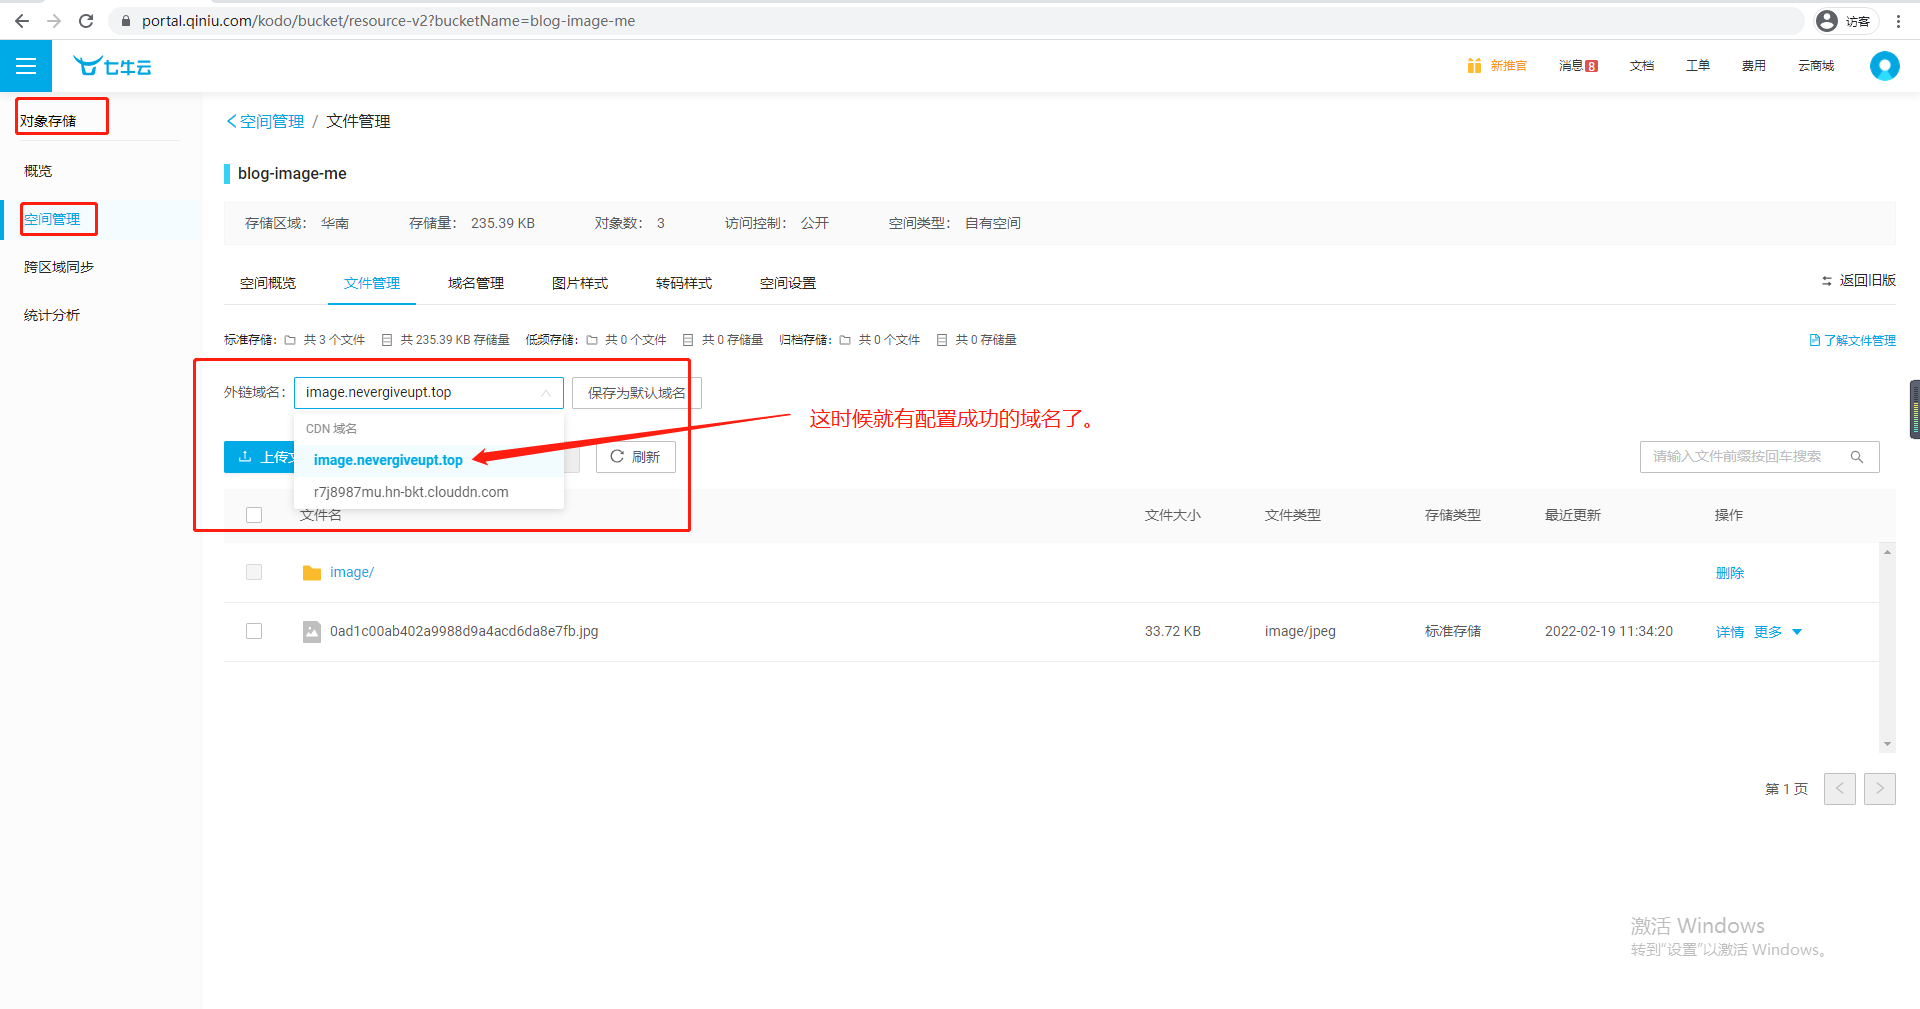 portal.qiniu.com/kodo/bucket/resource-v2?bucketName=blog-image-me
访客
七牛云
新推官
消息8
文档
工单
费用
云商城
对象存储
概览
空间管理
跨区域同步
统计分析
空间管理 / 文件管理
blog-image-me
存储区域： 华南 存储量： 235.39 KB 对象数： 3 访问控制： 公开 空间类型： 自有空间
空间概览 文件管理 域名管理 图片样式 转码样式 空间设置 返回旧版
标准存储： 共 3 个文件 共 235.39 KB 存储量 低频存储： 共 0 个文件 共 0 存储量 归档存储： 共 0 个文件 共 0 存储量 了解文件管理
外链域名： image.nevergiveupt.top 保存为默认域名
这时候就有配置成功的域名了。
CDN 域名
image.nevergiveupt.top
r7j8987mu.hn-bkt.clouddn.com
上传 刷新 请输入文件前缀按回车搜索
文件名 文件大小 文件类型 存储类型 最近更新 操作
image/ 删除
0ad1c00ab402a9988d9a4acd6da8e7fb.jpg 33.72 KB image/jpeg 标准存储 2022-02-19 11:34:20 详情 更多
第 1 页
激活 Windows
转到“设置”以激活 Windows。